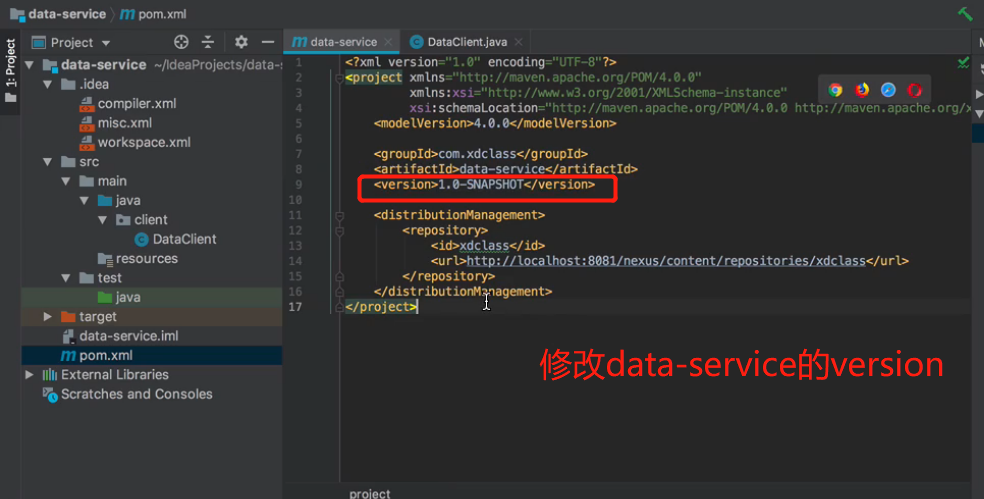 data-service
pom.xml
1: Project
Project
data-service ~/IdeaProjects/data-s
.idea
compiler.xml
misc.xml
workspace.xml
src
main
java
client
DataClient
resources
test
java
target
data-service.iml
pom.xml
External Libraries
Scratches and Consoles
data-service
DataClient.java
1 <?xml version="1.0" encoding="UTF-8"?>
2 <project xmlns="http://maven.apache.org/POM/4.0.0"
3 xmlns:xsi="http://www.w3.org/2001/XMLSchema-instance"
4 xsi:schemaLocation="http://maven.apache.org/POM/4.0.0 http://maven.apache.org/x
5 <modelVersion>4.0.0</modelVersion>
6
7 <groupId>com.xdclass</groupId>
8 <artifactId>data-service</artifactId>
9 <version>1.0-SNAPSHOT</version>
10
11 <distributionManagement>
12 <repository>
13 <id>xdclass</id>
14 <url>http://localhost:8081/nexus/content/repositories/xdclass</url>
15 </repository>
16 </distributionManagement>
17 </project>
修改data-service的version
project